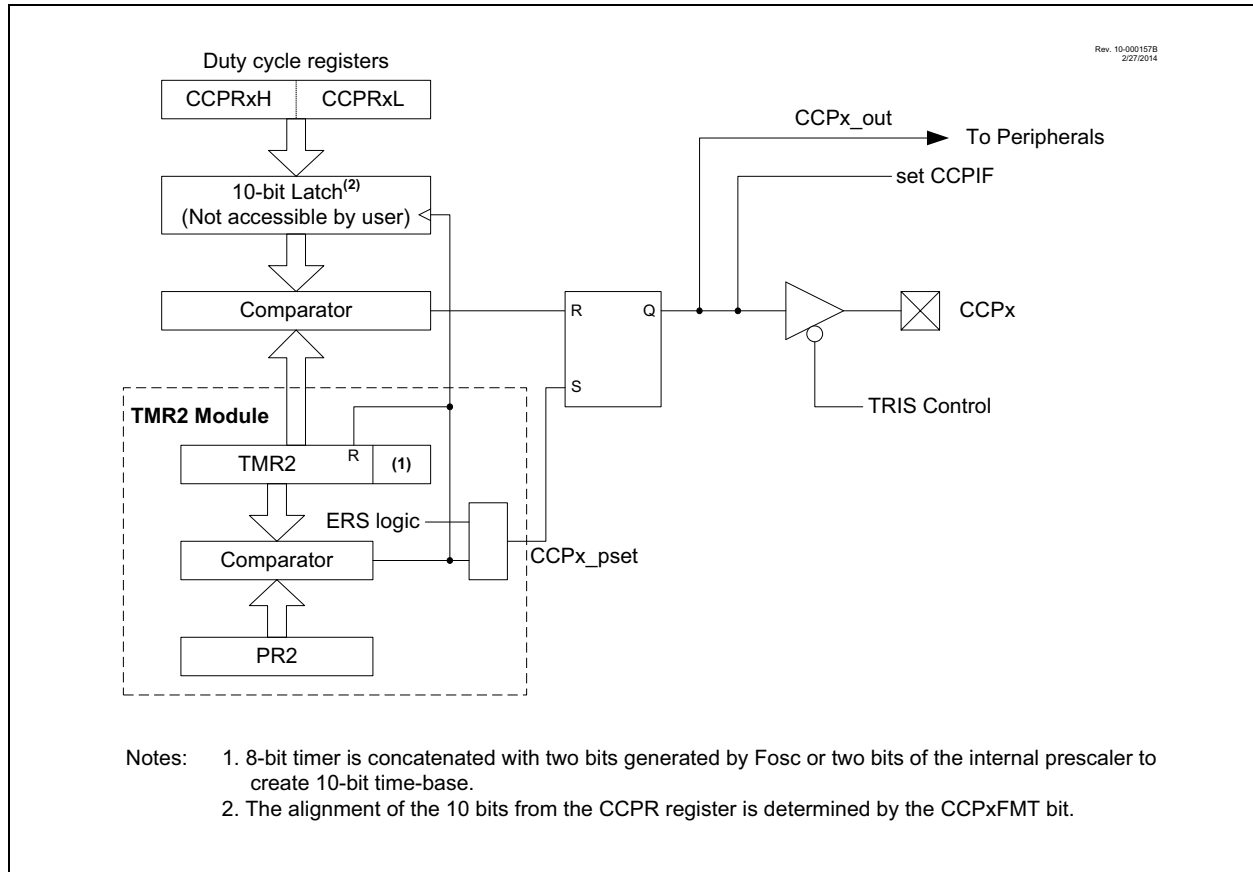 Rev. 10-000157B
2/27/2014
Duty cycle registers
CCPRxH CCPRxL
CCPx_out
To Peripherals
set CCPIF
10-bit Latch(2)
(Not accessible by user)
Comparator
R Q
CCPx
S
TRIS Control
TMR2 Module
TMR2 R (1)
ERS logic
CCPx_pset
Comparator
PR2
Notes: 1. 8-bit timer is concatenated with two bits generated by Fosc or two bits of the internal prescaler to
create 10-bit time-base.
2. The alignment of the 10 bits from the CCPR register is determined by the CCPxFMT bit.